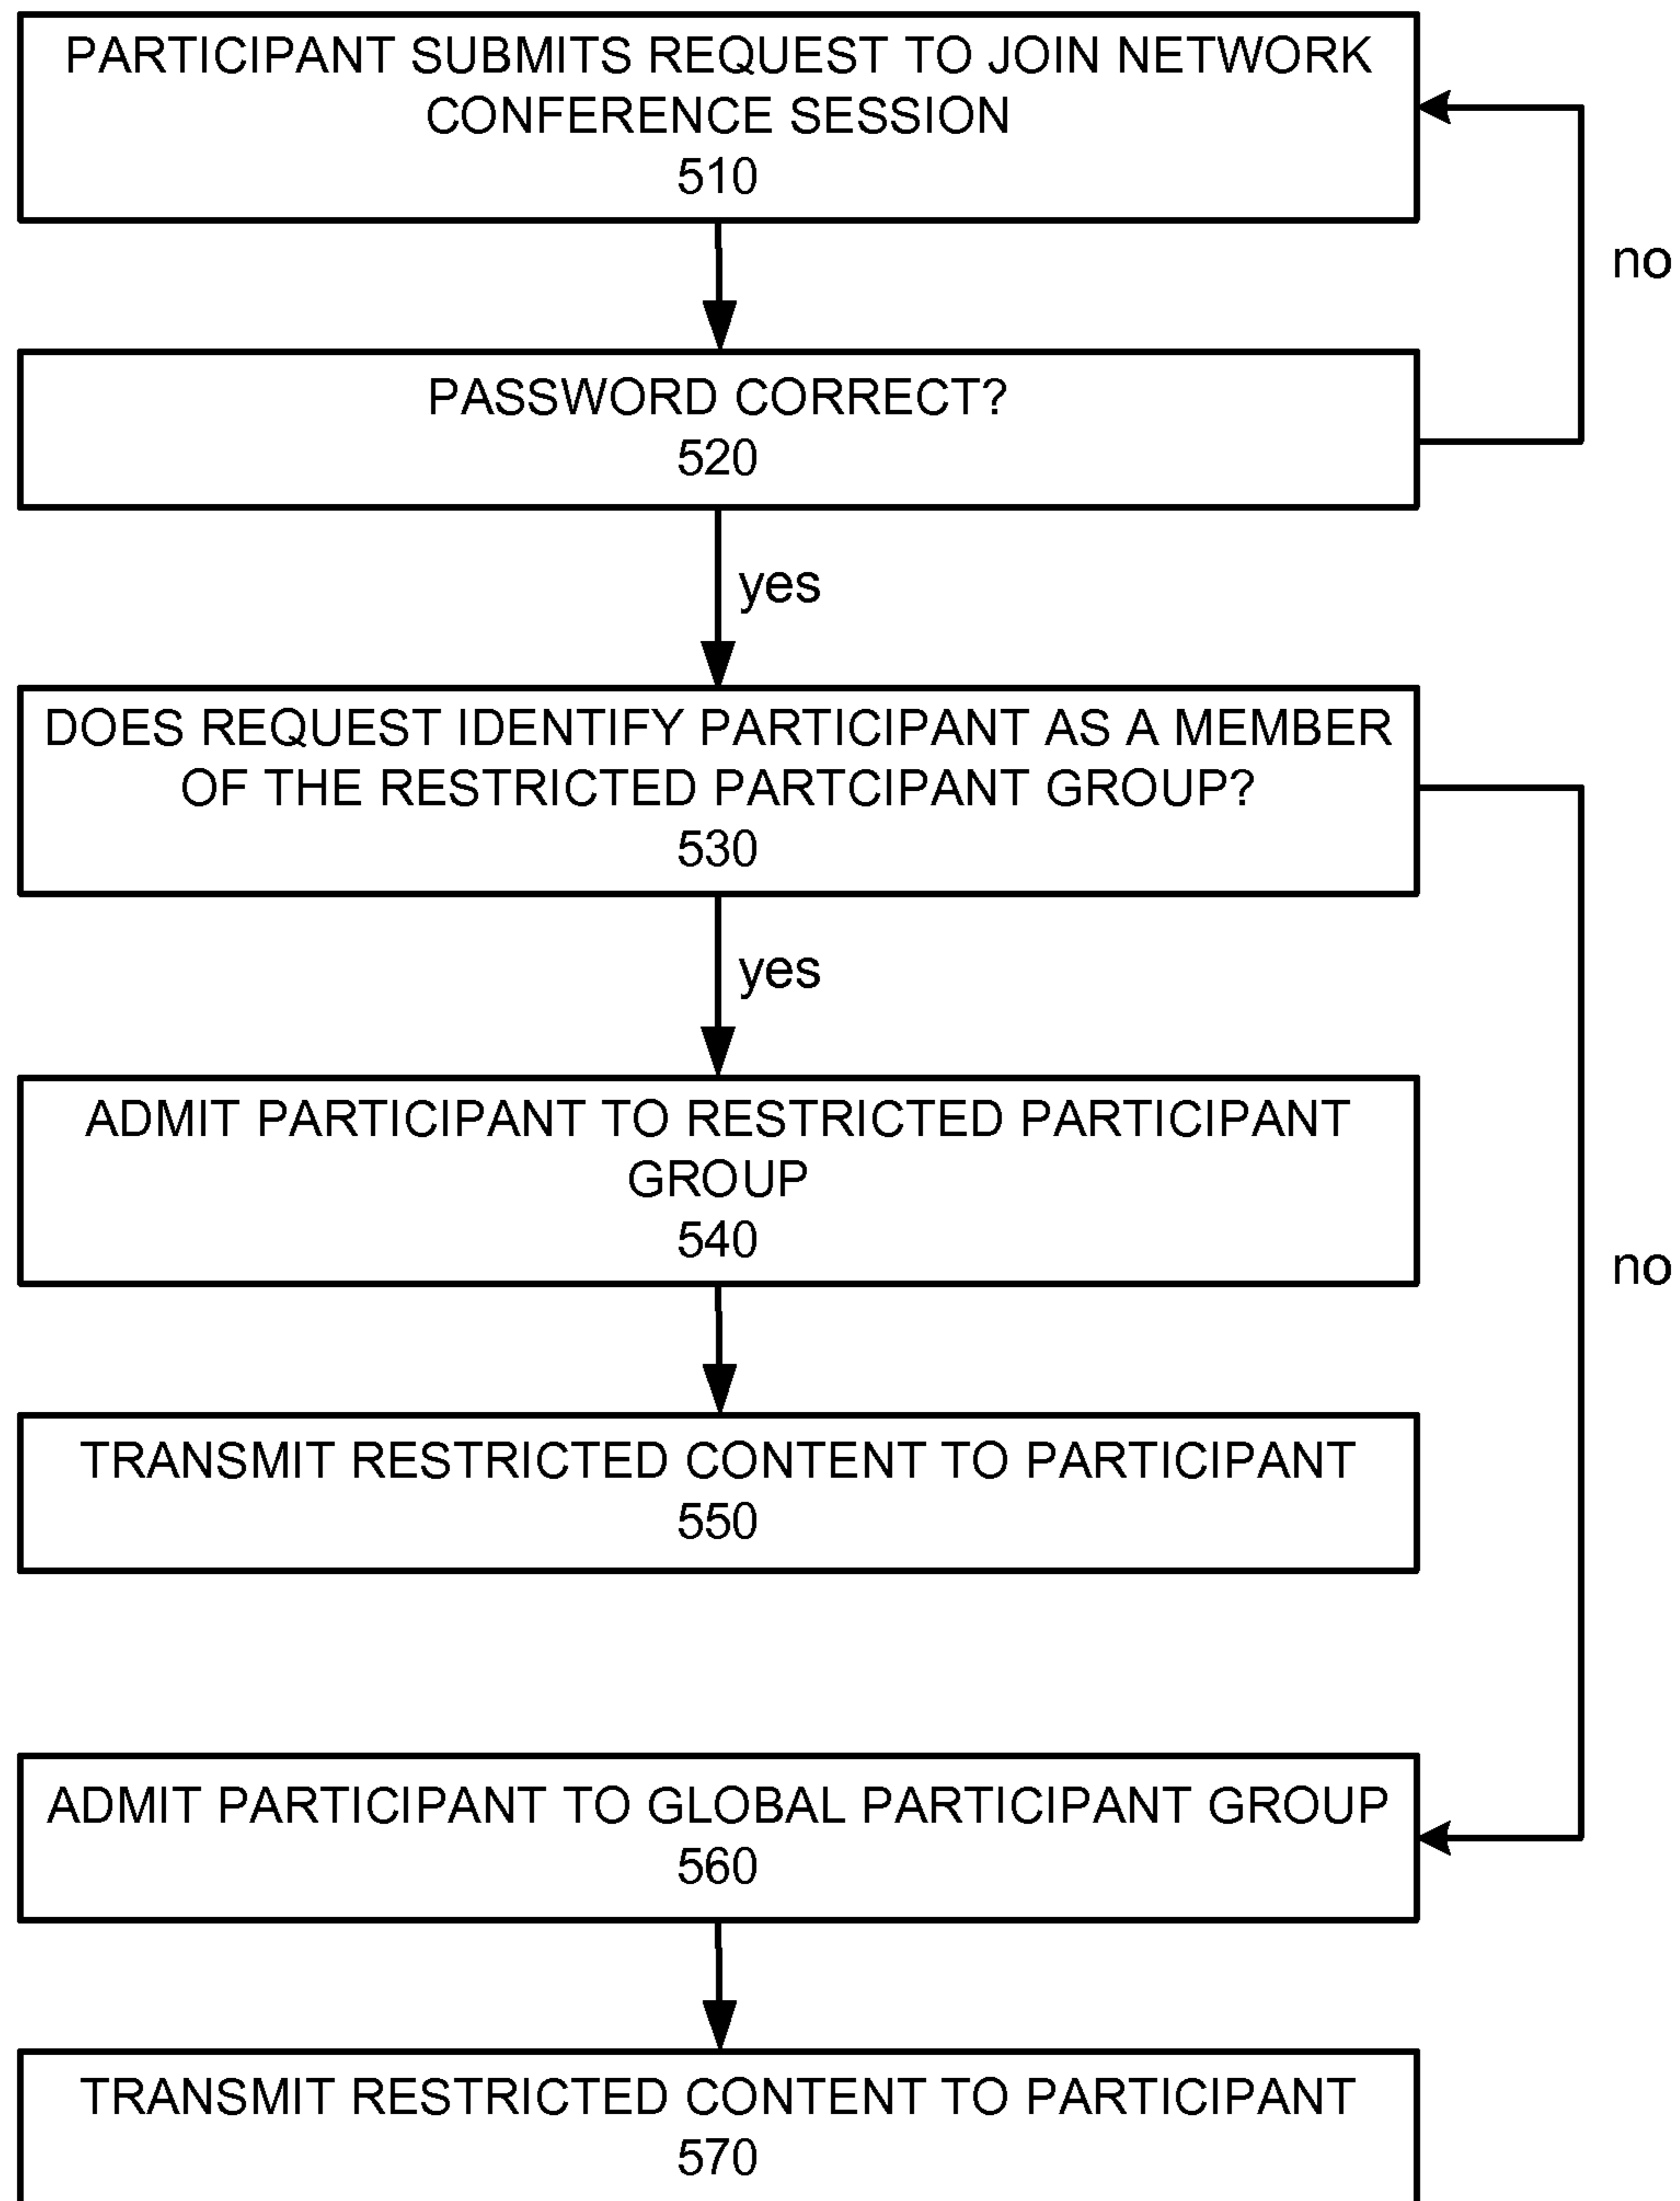 PARTICIPANT SUBMITS REQUEST TO JOIN NETWORK
CONFERENCE SESSION
510
no
PASSWORD CORRECT?
520
yes
DOES REQUEST IDENTIFY PARTICIPANT AS A MEMBER
OF THE RESTRICTED PARTCIPANT GROUP?
530
yes
ADMIT PARTICIPANT TO RESTRICTED PARTICIPANT
GROUP
540
no
TRANSMIT RESTRICTED CONTENT TO PARTICIPANT
550
ADMIT PARTICIPANT TO GLOBAL PARTICIPANT GROUP
560
TRANSMIT RESTRICTED CONTENT TO PARTICIPANT
570